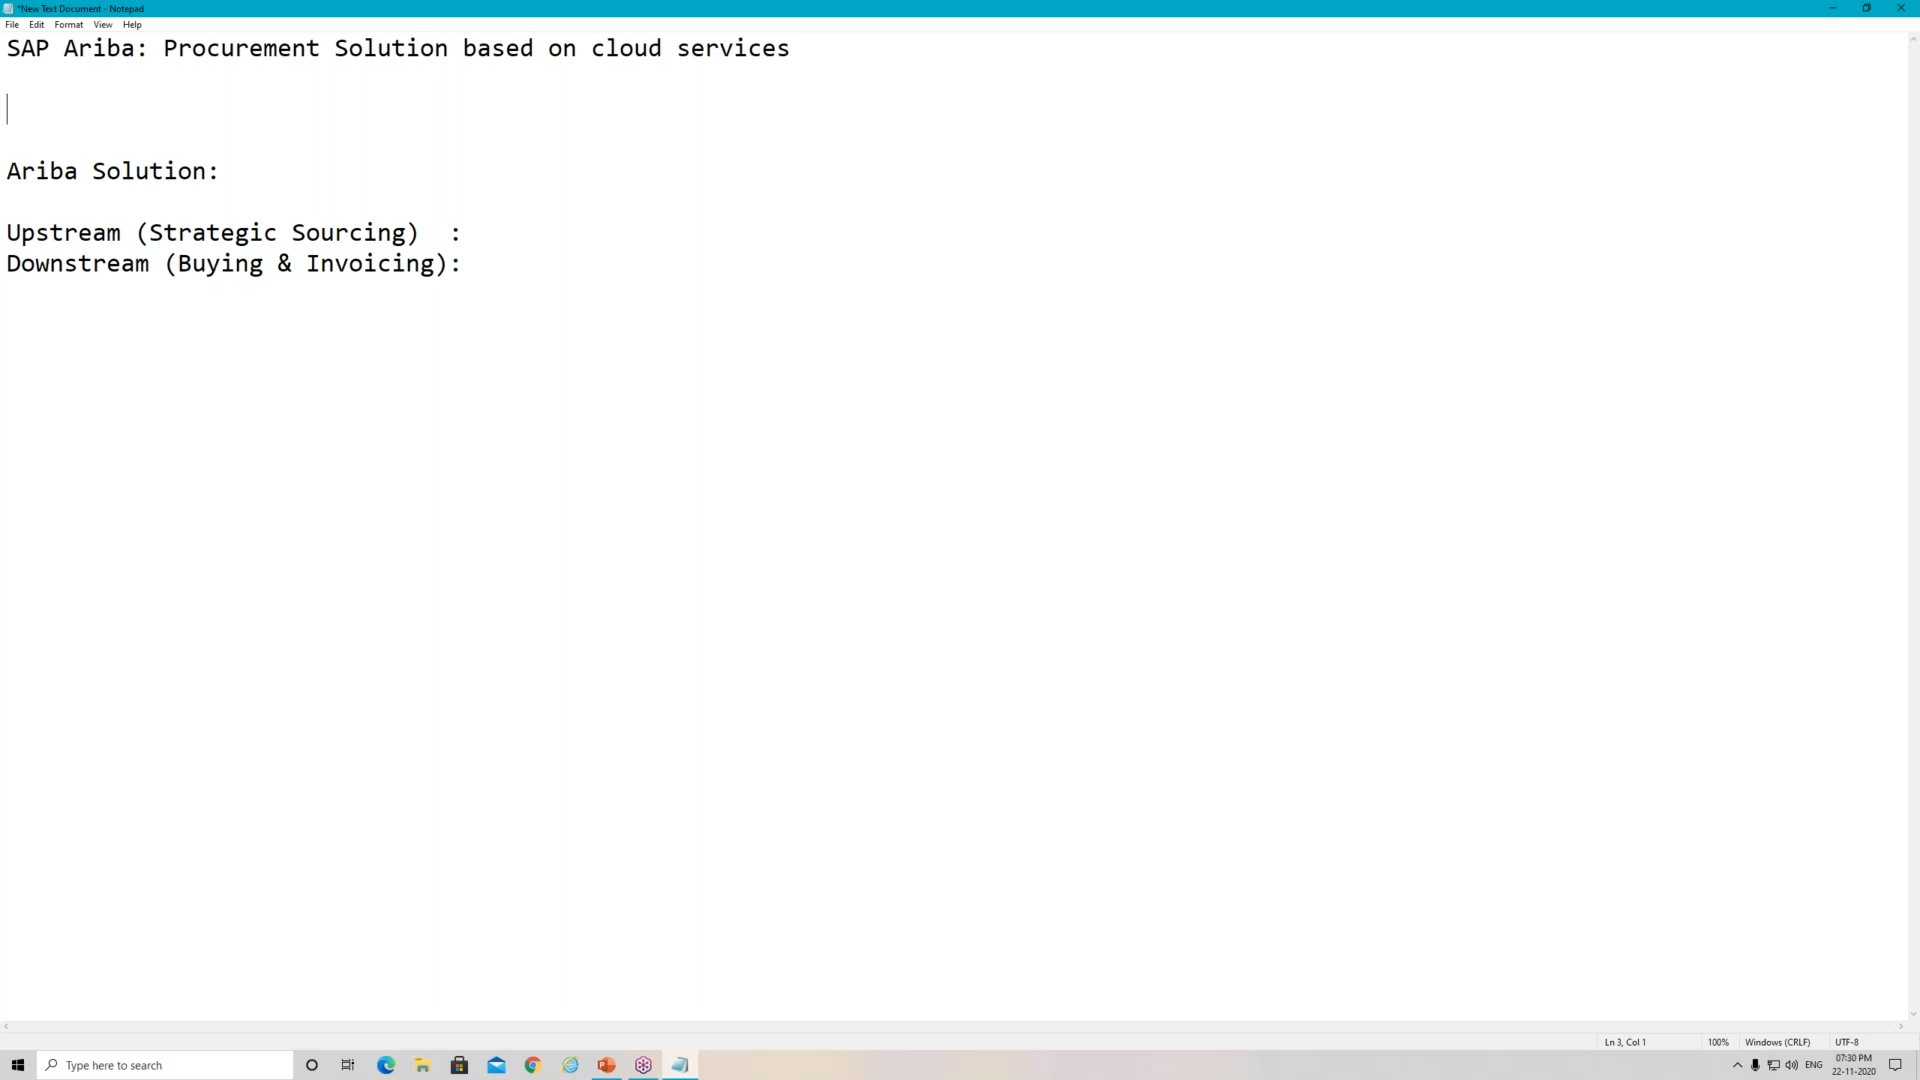 *New Text Document - Notepad
File Edit Format View Help
SAP Ariba: Procurement Solution based on cloud services
Ariba Solution:
Upstream (Strategic Sourcing)  :
Downstream (Buying & Invoicing):
Ln 3, Col 1 100% Windows (CRLF) UTF-8
Type here to search
ENG
07:30 PM
22-11-2020